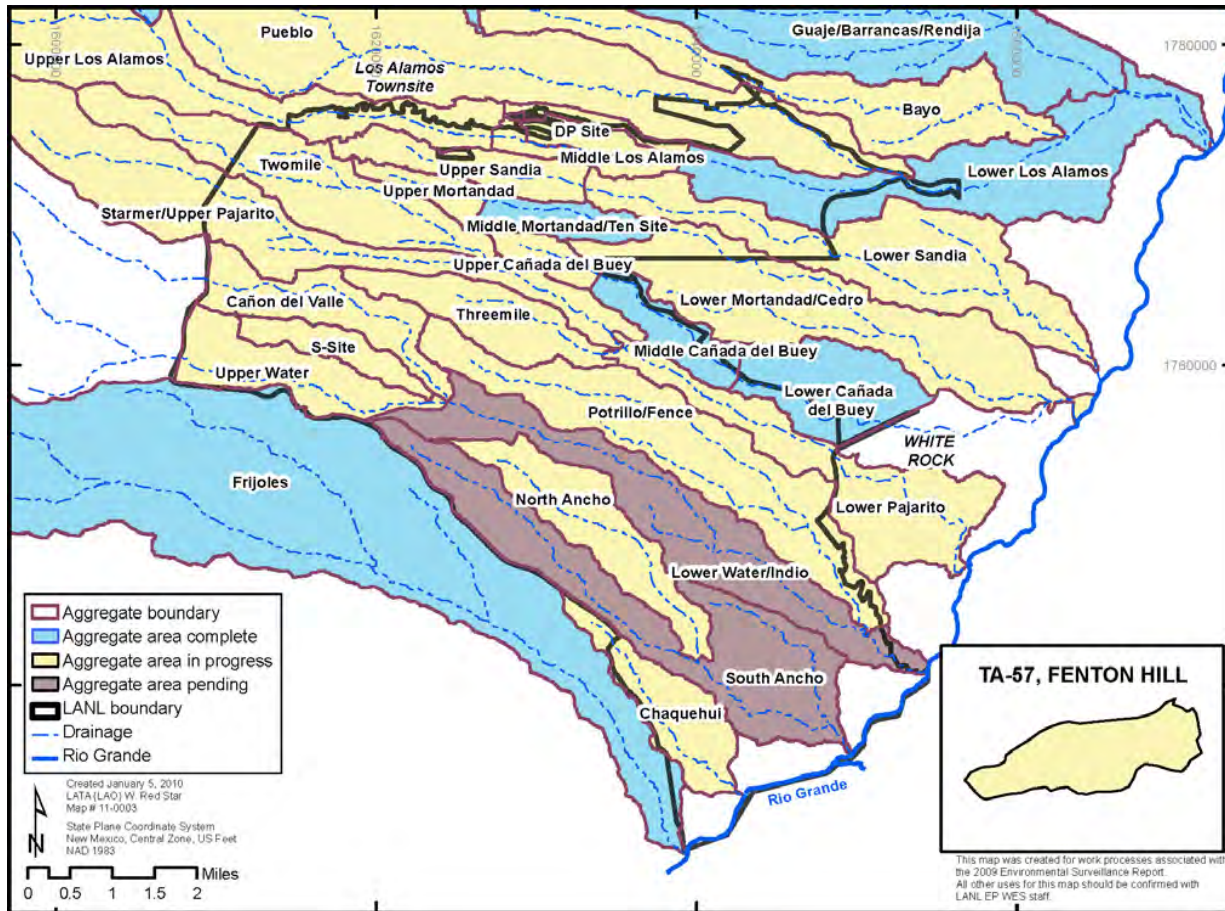 Guaje/Barrancas/Rendija
Pueblo
1780000
Upper Los Alamos
1620000
Los Alamos
Townsite
Bayo
DP Site
Middle Los Alamos
Twomile
Upper Sandia
Lower Los Alamos
Upper Mortandad
Starmer/Upper Pajarito
Middle Mortandad/Ten Site
Lower Sandia
Upper Cañada del Buey
Cañon del Valle
Lower Mortandad/Cedro
Threemile
S-Site
Middle Cañada del Buey
1760000
Upper Water
Lower Cañada
del Buey
Potrillo/Fence
WHITE
ROCK
Frijoles
North Ancho
Lower Pajarito
Lower Water/Indio
South Ancho
Chaquehui
Rio Grande
Aggregate boundary
Aggregate area complete
Aggregate area in progress
Aggregate area pending
LANL boundary
Drainage
Rio Grande
Created January 5, 2010
LATA (LAO) W. Red Star
Map # 11-0003
N
State Plane Coordinate System
New Mexico, Central Zone, US Feet
NAD 1983
Miles
0 0.5 1 1.5 2
TA-57, FENTON HILL
This map was created for work processes associated with
the 2009 Environmental Surveillance Report.
All other uses for this map should be confirmed with
LANL EP WES staff.